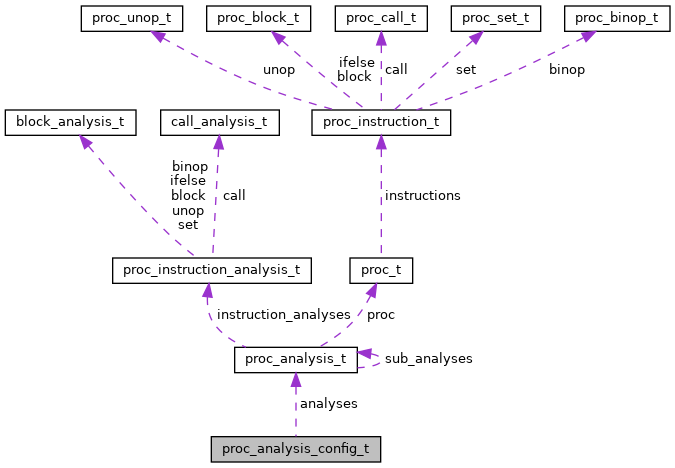 proc_unop_t
proc_block_t
proc_call_t
proc_set_t
proc_binop_t
unop
ifelse
block
call
set
binop
block_analysis_t
call_analysis_t
proc_instruction_t
binop
ifelse
block
unop
set
call
instructions
proc_instruction_analysis_t
proc_t
instruction_analyses
proc
proc_analysis_t
sub_analyses
analyses
proc_analysis_config_t